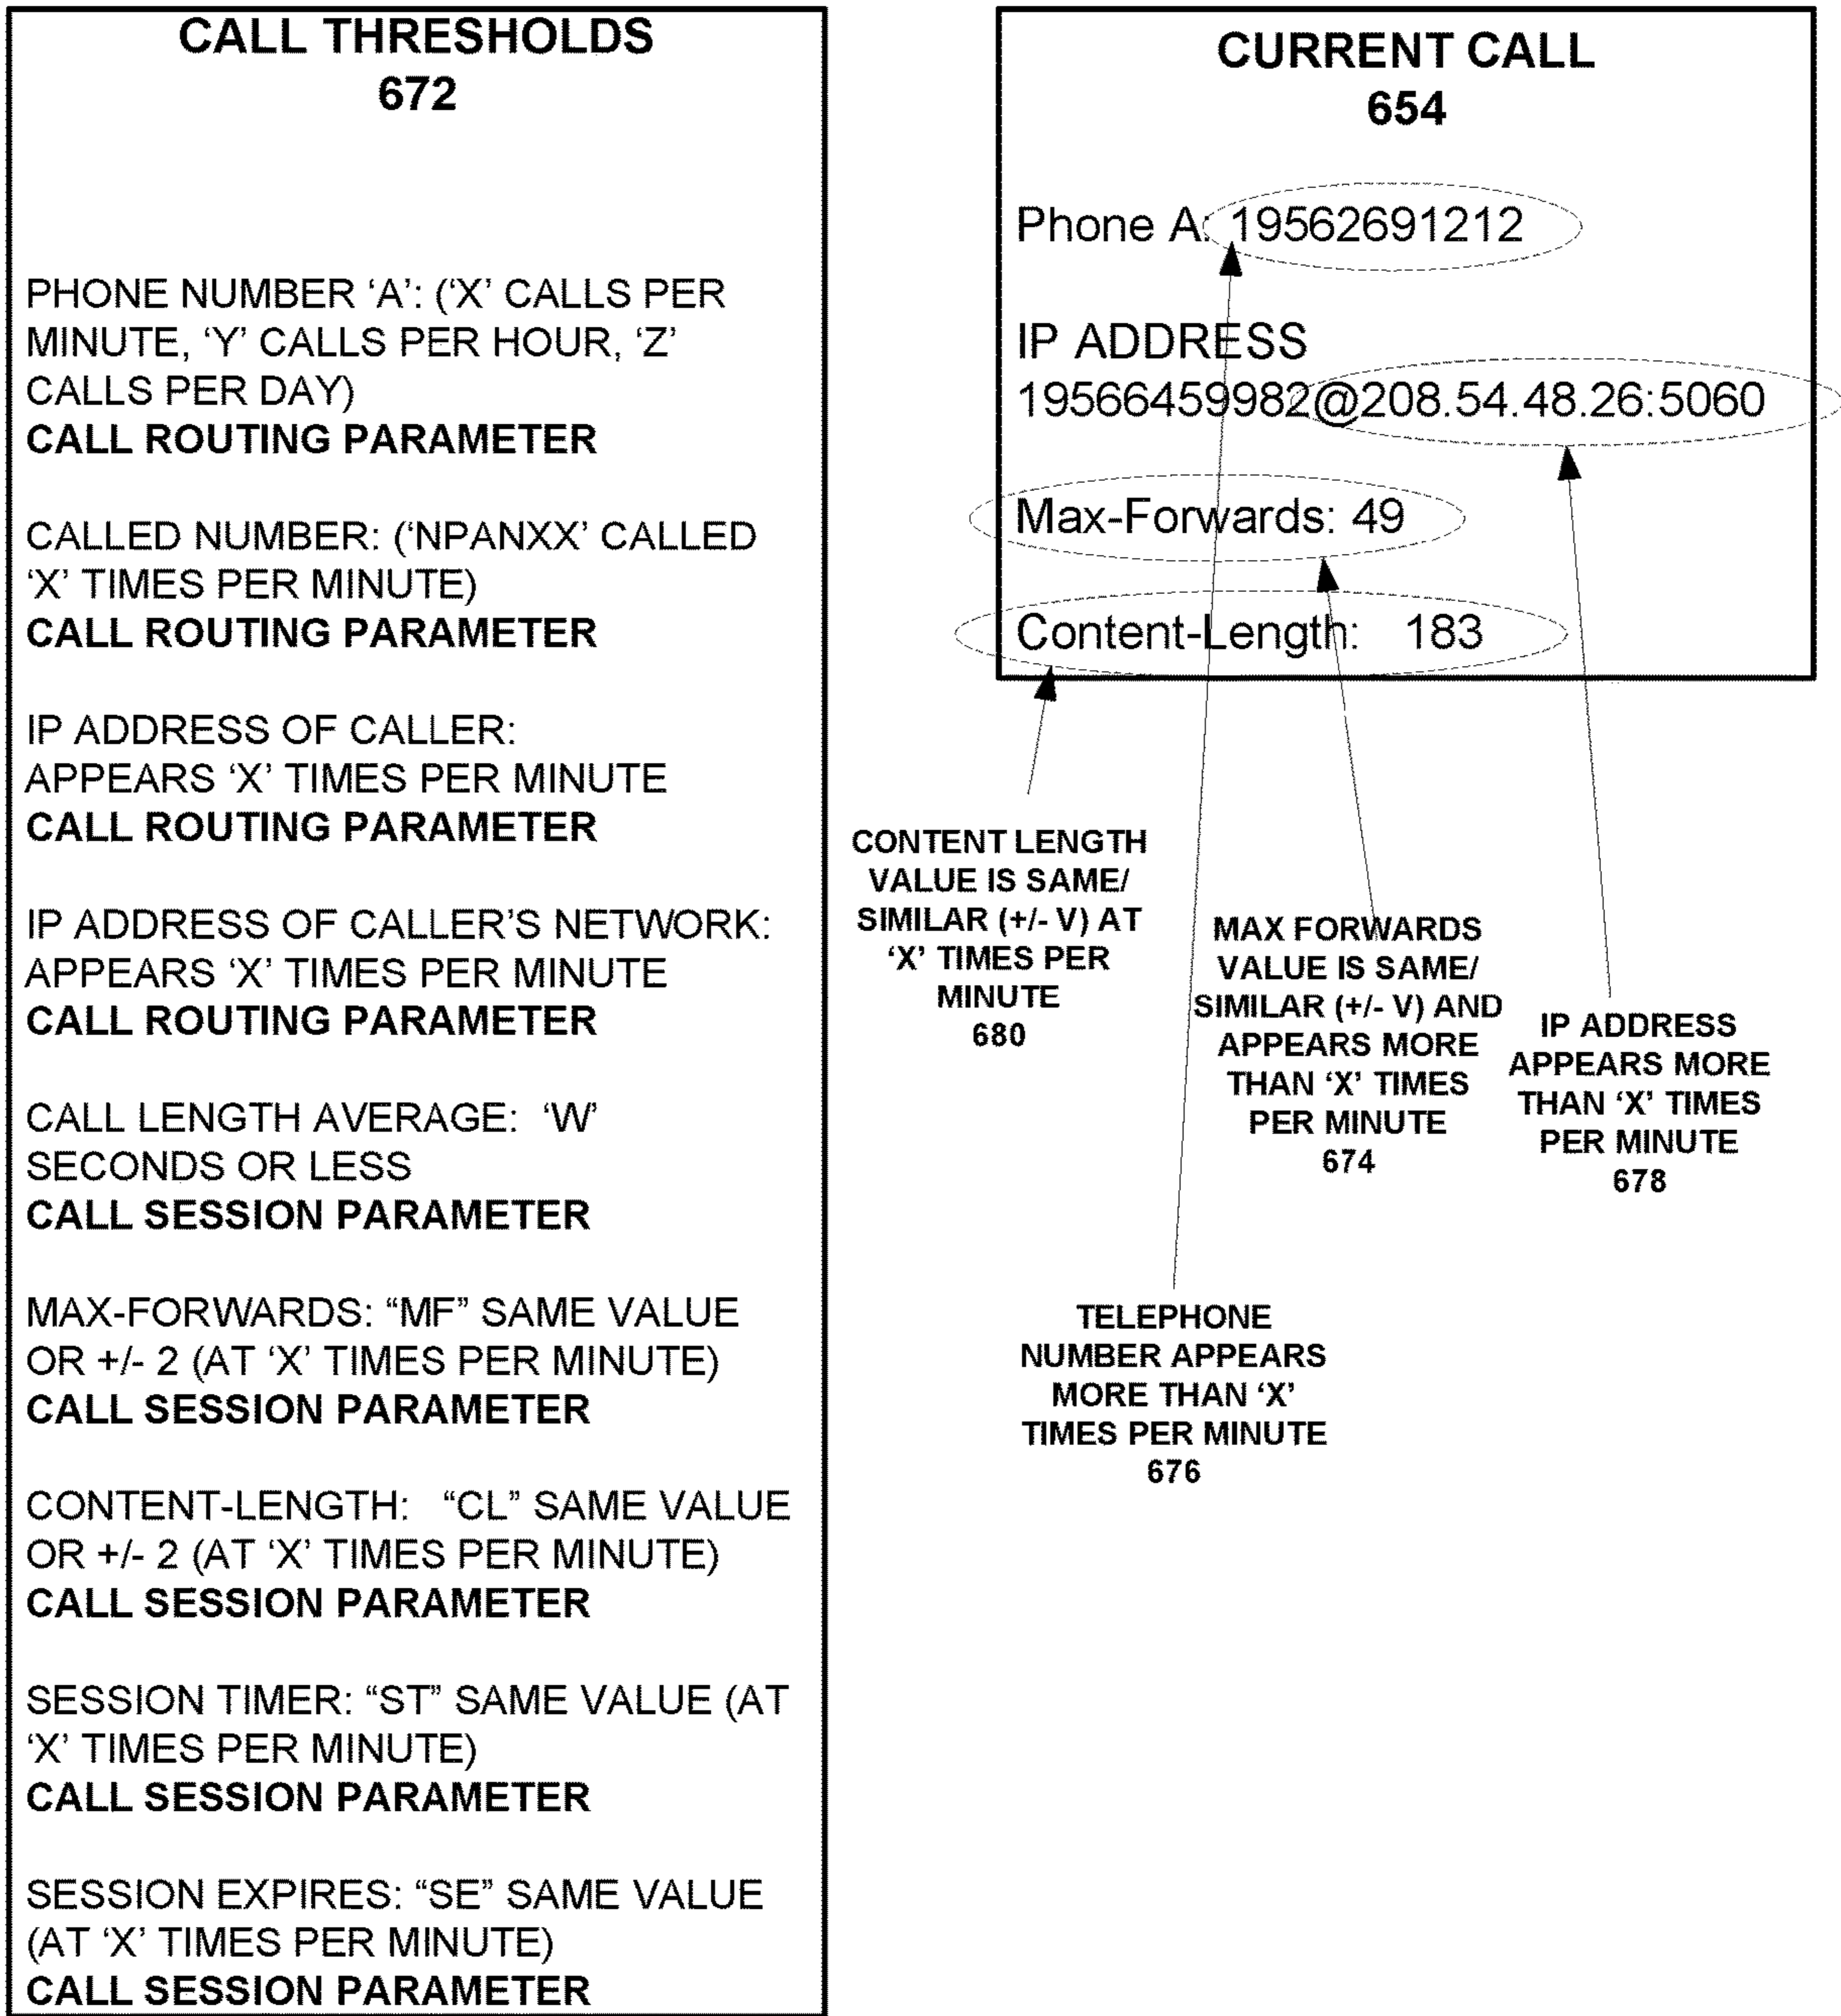 CALL THRESHOLDS
672
PHONE NUMBER ‘A’: (‘X’ CALLS PER
MINUTE, ‘Y’ CALLS PER HOUR, ‘Z’
CALLS PER DAY)
CALL ROUTING PARAMETER
CALLED NUMBER: (‘NPANXX’ CALLED
‘X’ TIMES PER MINUTE)
CALL ROUTING PARAMETER
IP ADDRESS OF CALLER:
APPEARS ‘X’ TIMES PER MINUTE
CALL ROUTING PARAMETER
IP ADDRESS OF CALLER’S NETWORK:
APPEARS ‘X’ TIMES PER MINUTE
CALL ROUTING PARAMETER
CALL LENGTH AVERAGE: ‘W’
SECONDS OR LESS
CALL SESSION PARAMETER
MAX-FORWARDS: “MF” SAME VALUE
OR +/- 2 (AT ‘X’ TIMES PER MINUTE)
CALL SESSION PARAMETER
CONTENT-LENGTH: “CL” SAME VALUE
OR +/- 2 (AT ‘X’ TIMES PER MINUTE)
CALL SESSION PARAMETER
SESSION TIMER: “ST” SAME VALUE (AT
‘X’ TIMES PER MINUTE)
CALL SESSION PARAMETER
SESSION EXPIRES: “SE” SAME VALUE
(AT ‘X’ TIMES PER MINUTE)
CALL SESSION PARAMETER
CURRENT CALL
654
Phone A: 19562691212
IP ADDRESS
19566459982@208.54.48.26:5060
Max-Forwards: 49
Content-Length: 183
CONTENT LENGTH
VALUE IS SAME/
SIMILAR (+/- V) AT
‘X’ TIMES PER
MINUTE
680
MAX FORWARDS
VALUE IS SAME/
SIMILAR (+/- V) AND
APPEARS MORE
THAN ‘X’ TIMES
PER MINUTE
674
IP ADDRESS
APPEARS MORE
THAN ‘X’ TIMES
PER MINUTE
678
TELEPHONE
NUMBER APPEARS
MORE THAN ‘X’
TIMES PER MINUTE
676